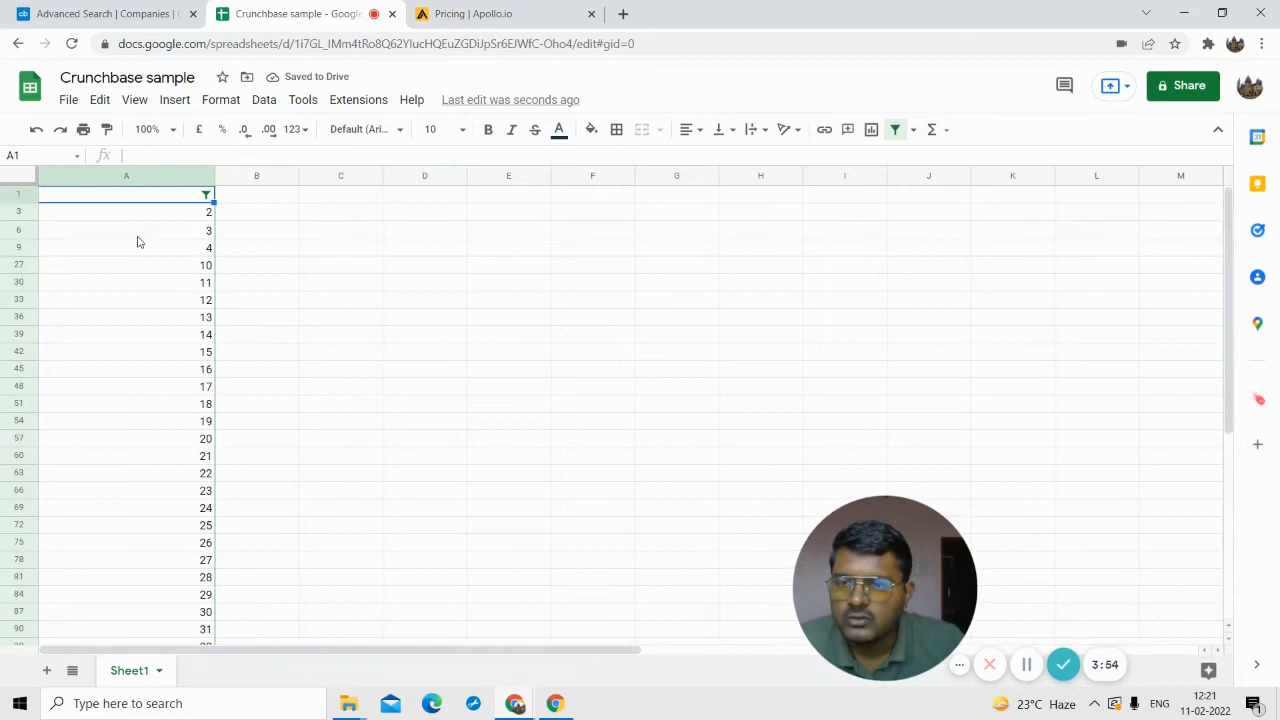 Advanced Search | Companies | C
Crunchbase sample - Google
Pricing | Apollo.io
docs.google.com/spreadsheets/d/1i7GL_IMm4tRo8Q62YIucHQEuZGDiJpSr6EJWfC_Oho4/edit#gid=0
Crunchbase sample
Saved to Drive
File Edit View Insert Format Data Tools Extensions Help Last edit was seconds ago
Share
100% £ % .0 .00 123 Default (Ari... 10 B I S A Σ
A1 fx
A B C D E F G H I J K L M
1
3 2
6 3
9 4
27 10
30 11
33 12
36 13
39 14
42 15
45 16
48 17
51 18
54 19
57 20
60 21
63 22
66 23
69 24
72 25
75 26
78 27
81 28
84 29
87 30
90 31
Sheet1
3:54
Type here to search
23°C Haze
ENG
12:21
11-02-2022